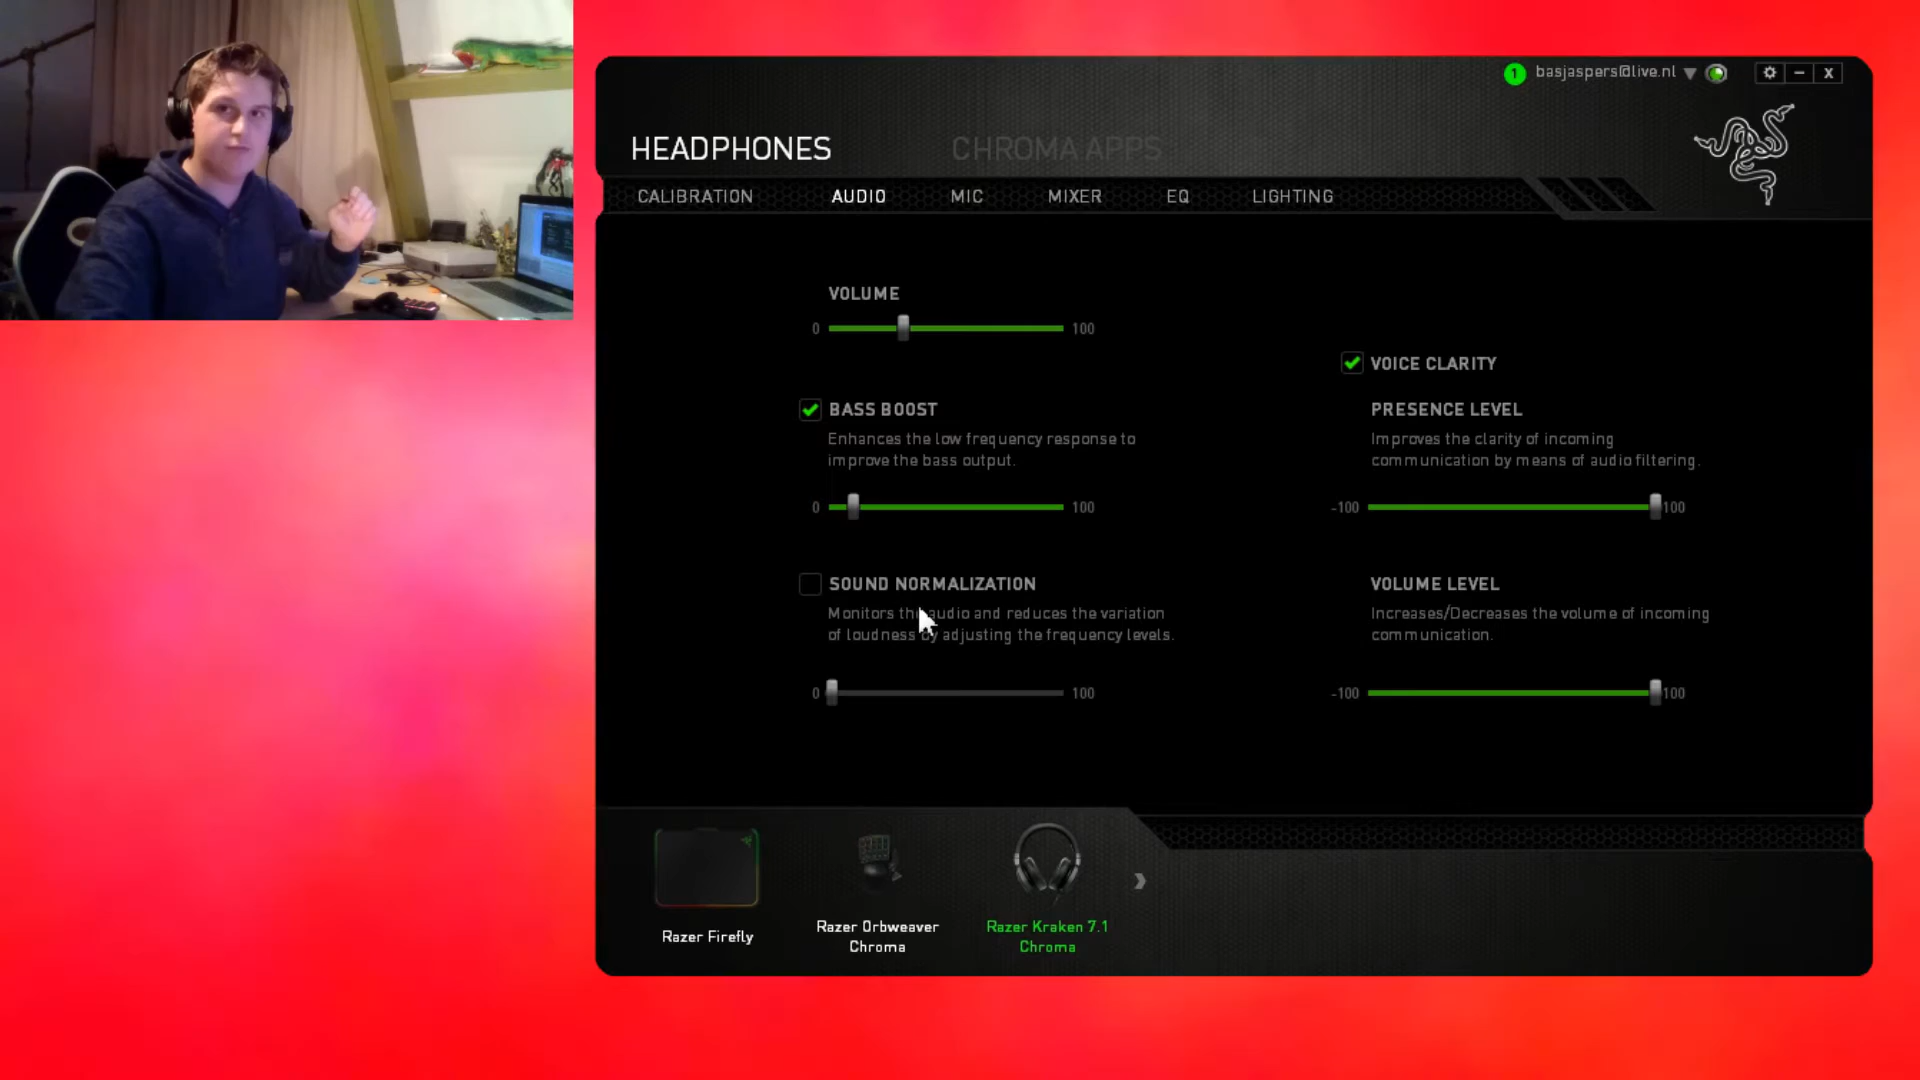 1 basjaspers@live.nl
X
HEADPHONES CHROMA APPS
CALIBRATION AUDIO MIC MIXER EQ LIGHTING
VOLUME
0 100
BASS BOOST
Enhances the low frequency response to
improve the bass output.
0 100
SOUND NORMALIZATION
Monitors the audio and reduces the variation
of loudness by adjusting the frequency levels.
0 100
VOICE CLARITY
PRESENCE LEVEL
Improves the clarity of incoming
communication by means of audio filtering.
-100 100
VOLUME LEVEL
Increases/Decreases the volume of incoming
communication.
-100 100
Razer Firefly
Razer Orbweaver
Chroma
Razer Kraken 7.1
Chroma